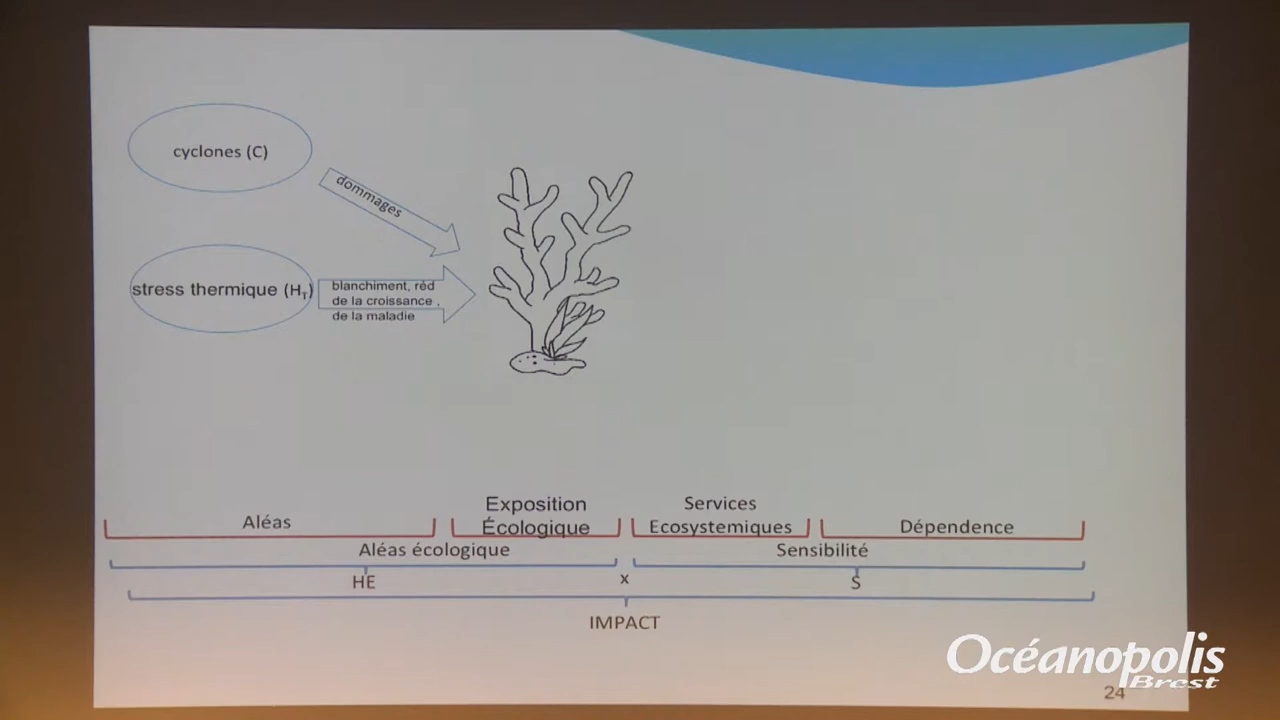 cyclones (C)
dommages
stress thermique (HT)
blanchiment, réd
de la croissance .
de la maladie
Exposition
Écologique
Services
Ecosystemiques
Aléas
Dépendence
Aléas écologique
Sensibilité
HE
x
S
IMPACT
Océanopolis
Brest
24